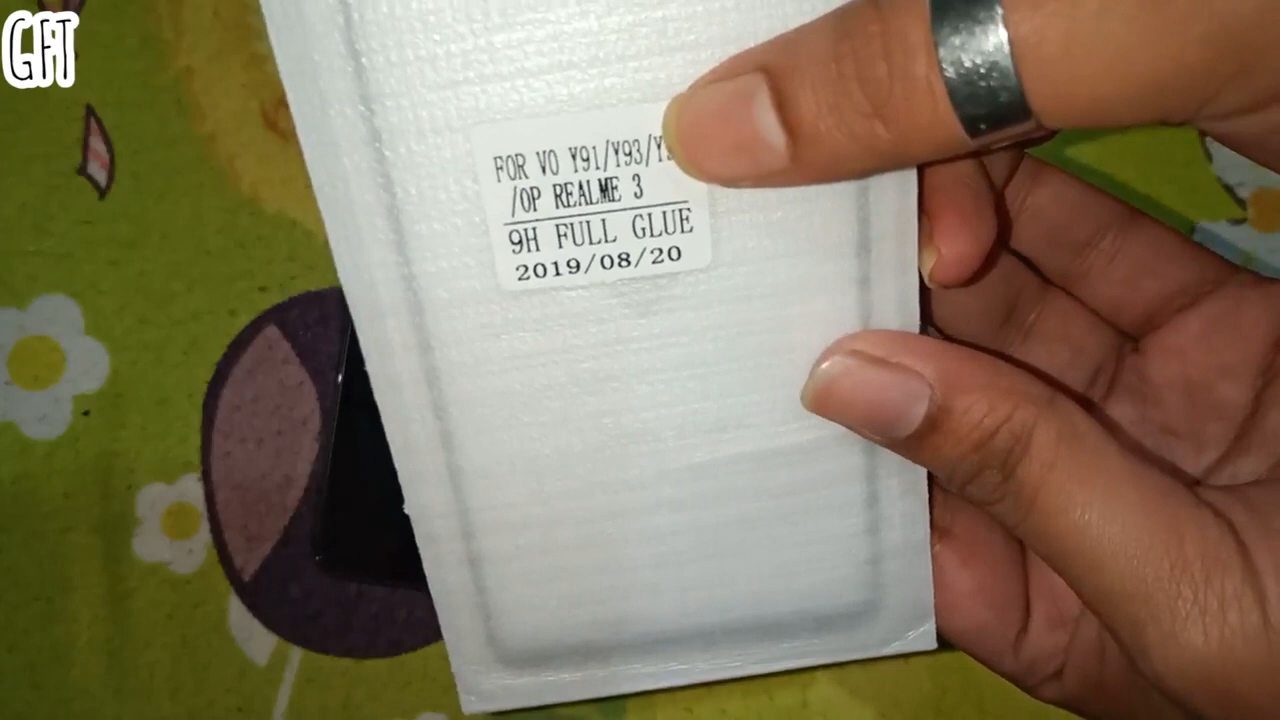 GFT
FOR VO Y91/Y93/
/OP REALME 3
9H FULL GLUE
2019/08/20